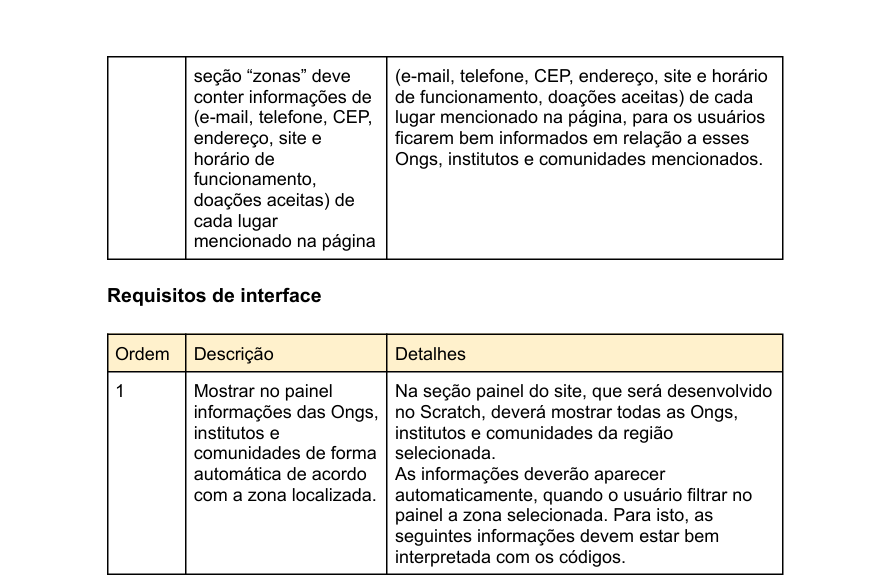 seção “zonas” deve
conter informações de
(e-mail, telefone, CEP,
endereço, site e
horário de
funcionamento,
doações aceitas) de
cada lugar
mencionado na página
(e-mail, telefone, CEP, endereço, site e horário
de funcionamento, doações aceitas) de cada
lugar mencionado na página, para os usuários
ficarem bem informados em relação a esses
Ongs, institutos e comunidades mencionados.
Requisitos de interface
Ordem
Descrição
Detalhes
1
Mostrar no painel
informações das Ongs,
institutos e
comunidades de forma
automática de acordo
com a zona localizada.
Na seção painel do site, que será desenvolvido
no Scratch, deverá mostrar todas as Ongs,
institutos e comunidades da região
selecionada.
As informações deverão aparecer
automaticamente, quando o usuário filtrar no
painel a zona selecionada. Para isto, as
seguintes informações devem estar bem
interpretada com os códigos.